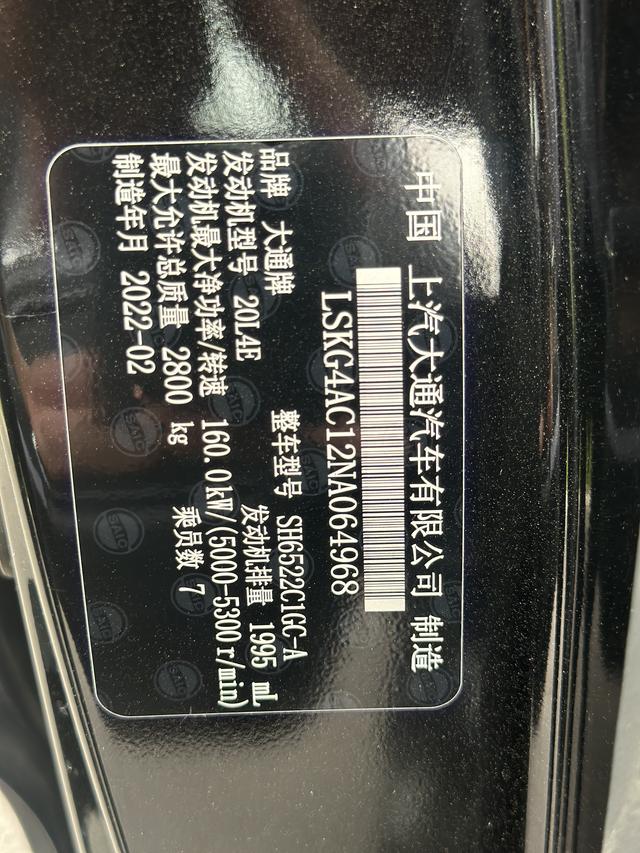 中国 上汽大通汽车有限公司 制造
LSKG4AC12NA064968
品牌 大通牌 整车型号 SH6522C1GC-A
发动机型号 20L4E 发动机排量 1995 mL
发动机最大净功率/转速 160.0kW/(5000-5300r/min)
最大允许总质量 2800 kg 乘员数 7
制造年月 2022-02
SAIC